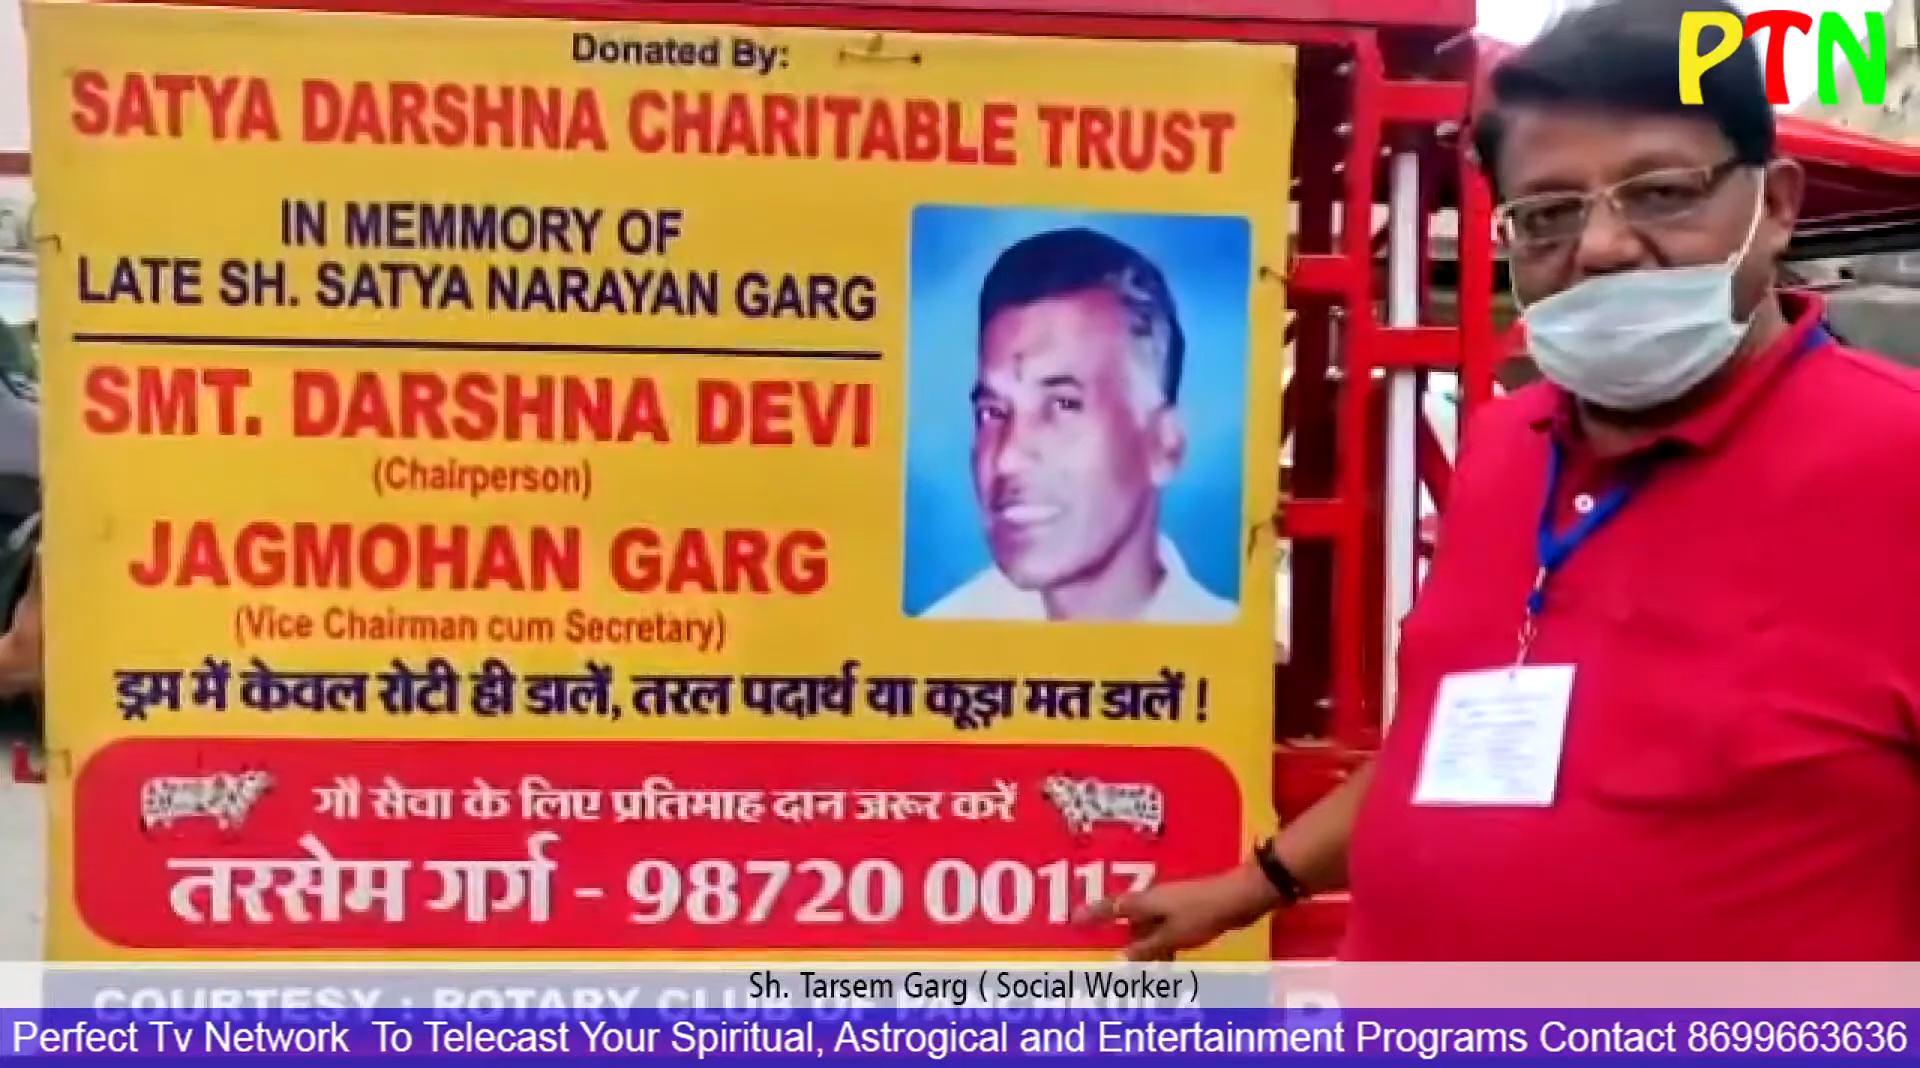 PTN
Donated By:
SATYA DARSHNA CHARITABLE TRUST
IN MEMMORY OF
LATE SH. SATYA NARAYAN GARG
SMT. DARSHNA DEVI
(Chairperson)
JAGMOHAN GARG
(Vice Chairman cum Secretary)
ड्रम में केवल रोटी ही डालें, तरल पदार्थ या कूड़ा मत डालें !
गौ सेवा के लिए प्रतिमाह दान जरूर करें
तरसेम गर्ग - 98720 00117
COURTESY : ROTARY CLUB OF PANCHKULA
Sh. Tarsem Garg ( Social Worker )
Perfect Tv Network To Telecast Your Spiritual, Astrogical and Entertainment Programs Contact 8699663636